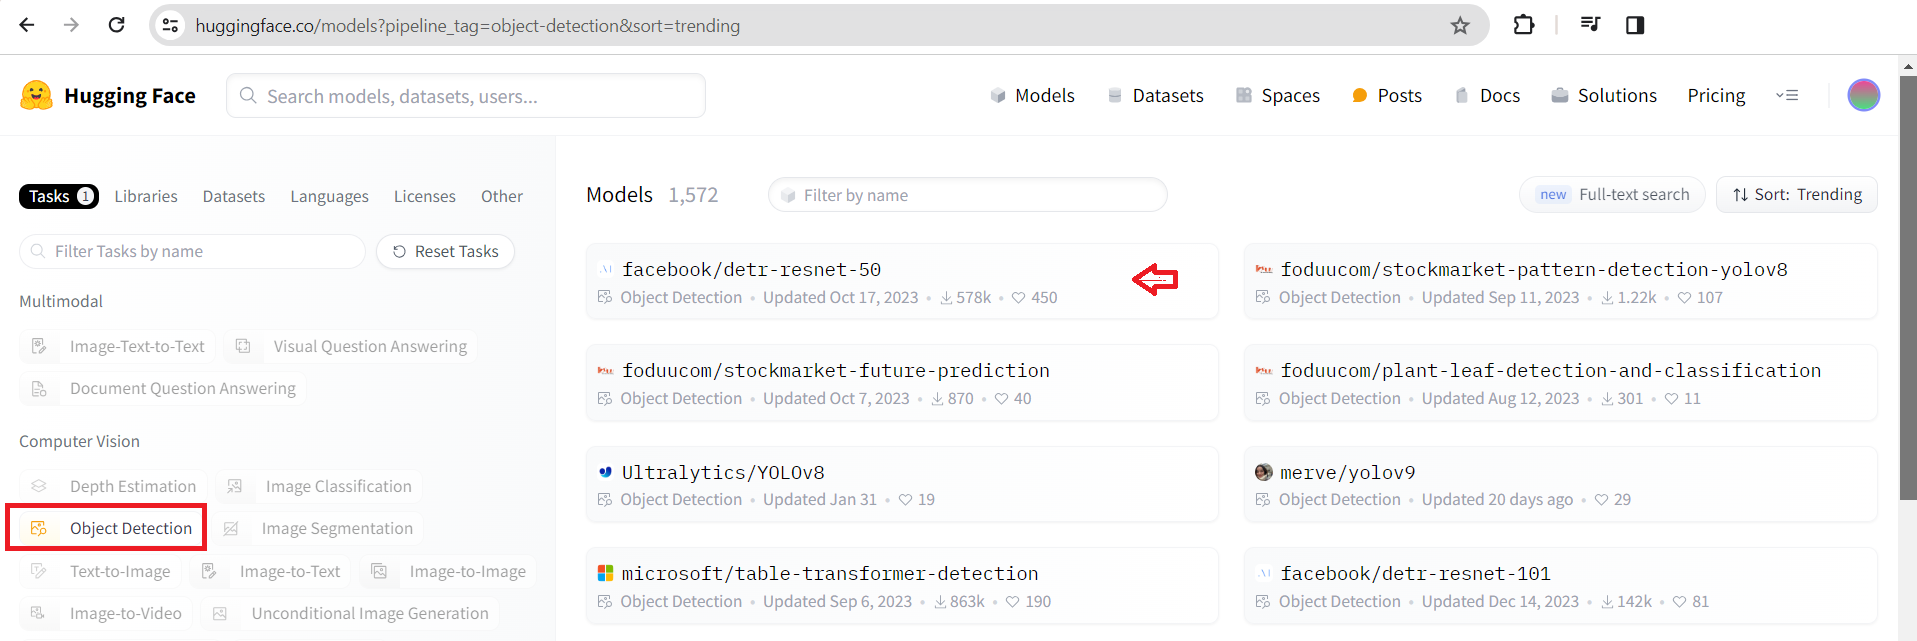 huggingface.co/models?pipeline_tag=object-detection&sort=trending
Hugging Face
Search models, datasets, users...
Models
Datasets
Spaces
Posts
Docs
Solutions
Pricing
Tasks 1
Libraries
Datasets
Languages
Licenses
Other
Filter Tasks by name
Reset Tasks
Multimodal
Image-Text-to-Text
Visual Question Answering
Document Question Answering
Computer Vision
Depth Estimation
Image Classification
Object Detection
Image Segmentation
Text-to-Image
Image-to-Text
Image-to-Image
Image-to-Video
Unconditional Image Generation
Models 1,572
Filter by name
new Full-text search
Sort: Trending
facebook/detr-resnet-50
Object Detection • Updated Oct 17, 2023 • 578k • 450
foduucom/stockmarket-pattern-detection-yolov8
Object Detection • Updated Sep 11, 2023 • 1.22k • 107
foduucom/stockmarket-future-prediction
Object Detection • Updated Oct 7, 2023 • 870 • 40
foduucom/plant-leaf-detection-and-classification
Object Detection • Updated Aug 12, 2023 • 301 • 11
Ultralytics/YOLOv8
Object Detection • Updated Jan 31 • 19
merve/yolov9
Object Detection • Updated 20 days ago • 29
microsoft/table-transformer-detection
Object Detection • Updated Sep 6, 2023 • 863k • 190
facebook/detr-resnet-101
Object Detection • Updated Dec 14, 2023 • 142k • 81